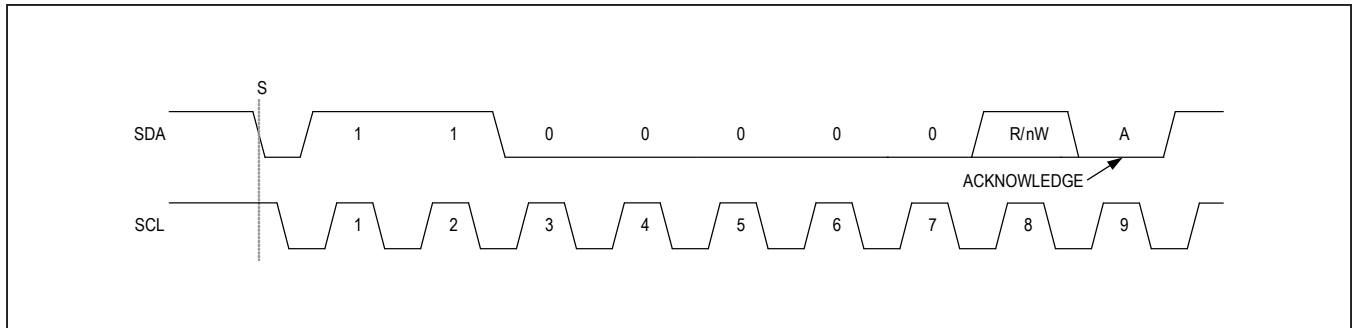 S
SDA 1 1 0 0 0 0 0 R/nW A
ACKNOWLEDGE
SCL 1 2 3 4 5 6 7 8 9